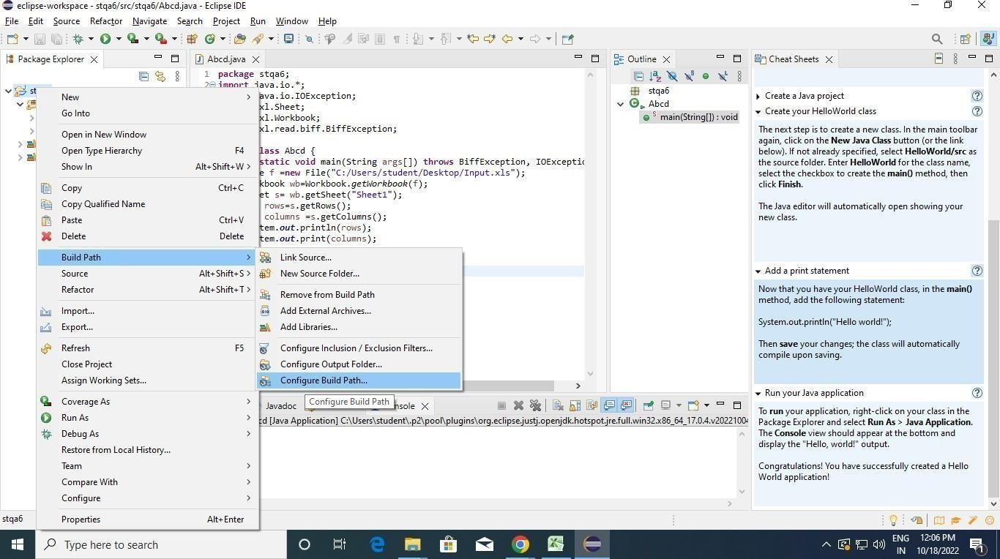 eclipse-workspace - stqa6/src/stqa6/Abcd.java - Eclipse IDE
File Edit Source Refactor Navigate Search Project Run Window Help
Package Explorer
st
New
Go Into
Open in New Window
Open Type Hierarchy F4
Show In Alt+Shift+W
Copy Ctrl+C
Copy Qualified Name
Paste Ctrl+V
Delete Delete
Build Path
Source Alt+Shift+S
Refactor Alt+Shift+T
Import...
Export...
Refresh F5
Close Project
Assign Working Sets...
Coverage As
Run As
Debug As
Restore from Local History...
Team
Compare With
Configure
Properties Alt+Enter
Link Source...
New Source Folder...
Remove from Build Path
Add External Archives...
Add Libraries...
Configure Inclusion / Exclusion Filters...
Configure Output Folder...
Configure Build Path...
Configure Build Path
Abcd.java
1 package stqa6;
2 import java.io.*;
ava.io.IOException;
xl.Sheet;
xl.Workbook;
xl.read.biff.BiffException;
lass Abcd {
static void main(String args[]) throws BiffException, IOExceptio
e f =new File("C:/Users/student/Desktop/Input.xls");
kbook wb=Workbook.getWorkbook(f);
et s= wb.getSheet("Sheet1");
rows=s.getRows();
columns =s.getColumns();
tem.out.println(rows);
tem.out.print(columns);
Javadoc
nsole
cd [Java Application] C:\Users\student\.p2\pool\plugins\org.eclipse.justj.openjdk.hotspot.jre.full.win32.x86_64_17.0.4.v20221004
Outline
stqa6
Abcd
main(String[]) : void
Cheat Sheets
Create a Java project
Create your HelloWorld class
The next step is to create a new class. In the main toolbar
again, click on the New Java Class button (or the link
below). If not already specified, select HelloWorld/src as
the source folder. Enter HelloWorld for the class name,
select the checkbox to create the main() method, then
click Finish.
The Java editor will automatically open showing your
new class.
Add a print statement
Now that you have your HelloWorld class, in the main()
method, add the following statement:
System.out.println("Hello world!");
Then save your changes; the class will automatically
compile upon saving.
Run your Java application
To run your application, right-click on your class in the
Package Explorer and select Run As > Java Application.
The Console view should appear at the bottom and
display the "Hello, world!" output.
Congratulations! You have successfully created a Hello
World application!
stqa6
Type here to search
ENG
IN
12:06 PM
10/18/2022
1